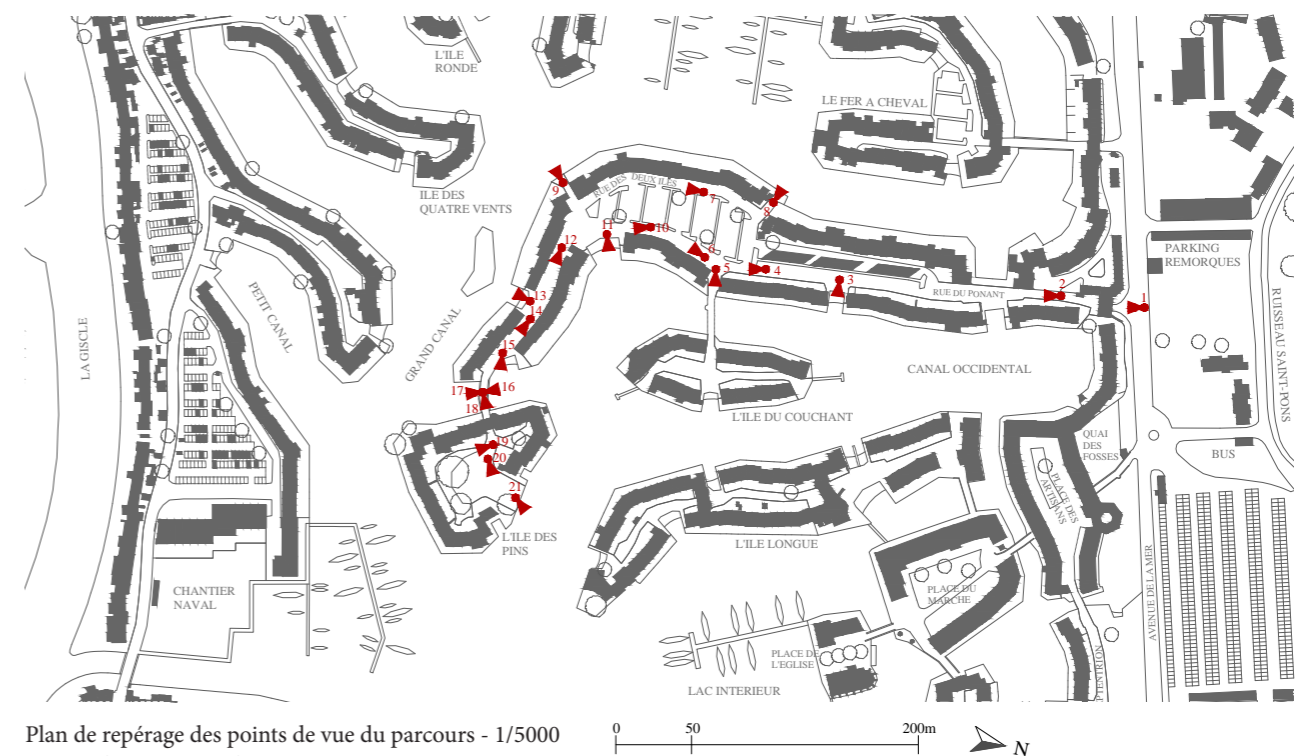 L'ILE
RONDE
LE FER A CHEVAL
ILE DES
QUATRE VENTS
RUE DES DEUX ILES
9
7
8
11
10
12
6
5
4
3
2
1
13
14
15
17
16
18
19
20
21
PARKING
REMORQUES
RUE DU PONANT
RUISSEAU SAINT-PONS
LA GISCLE
PETIT CANAL
GRAND CANAL
CANAL OCCIDENTAL
L'ILE DU COUCHANT
QUAI
DES
FOSSES
BUS
PLACE DES
ARTISANS
L'ILE DES
PINS
L'ILE LONGUE
CHANTIER
NAVAL
PLACE DU
MARCHE
AVENUE DE LA MER
PLACE DE
L'EGLISE
LAC INTERIEUR
PTENTRION
Plan de repérage des points de vue du parcours - 1/5000
0
50
200m
N